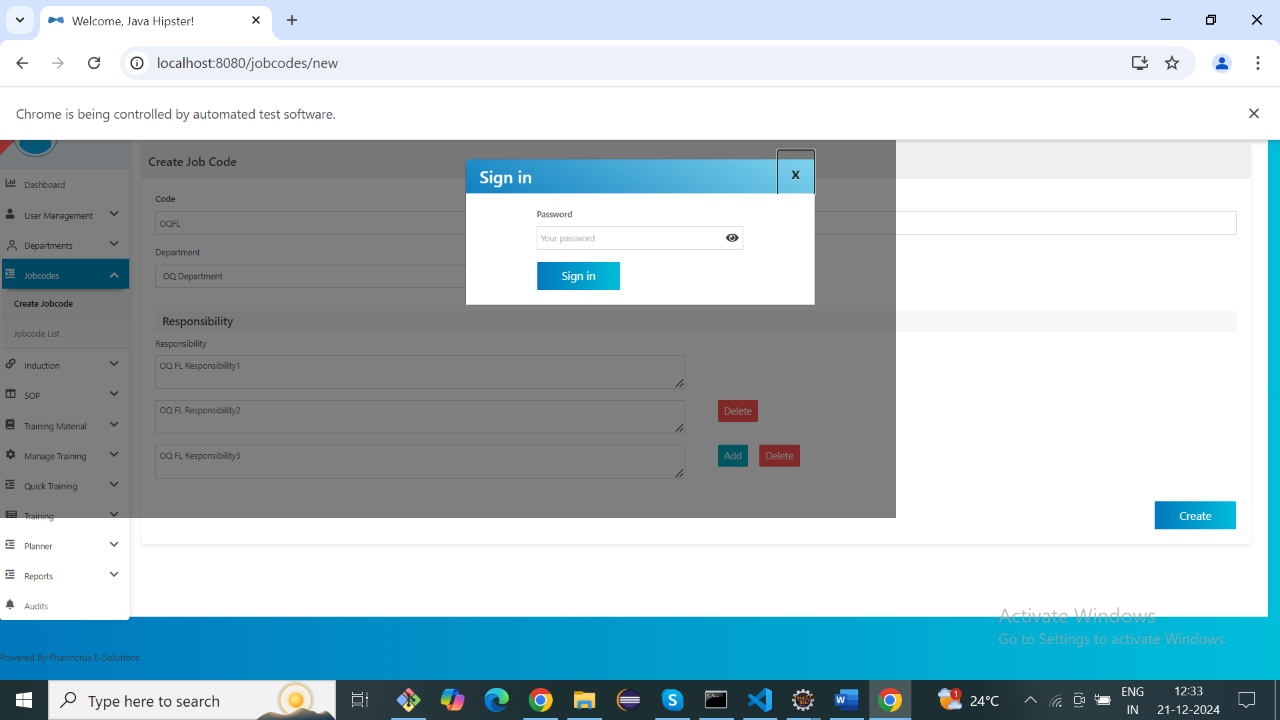 Welcome, Java Hipster!
localhost:8080/jobcodes/new
Chrome is being controlled by automated test software.
Dashboard
User Management
Departments
Jobcodes
Create Jobcode
Jobcode List
Induction
SOP
Training Material
Manage Training
Quick Training
Training
Planner
Reports
Audits
Powered By Pharmcrux E-Solutions
Create Job Code
Code
OQFL
Department
OQ Department
Responsibility
Responsibility
OQ FL Responsibility1
OQ FL Responsibility2
Delete
OQ FL Responsibility3
Add Delete
Create
Sign in
x
Password
Your password
Sign in
Activate Windows
Go to Settings to activate Windows.
Type here to search
1
24°C
ENG
IN
12:33
21-12-2024